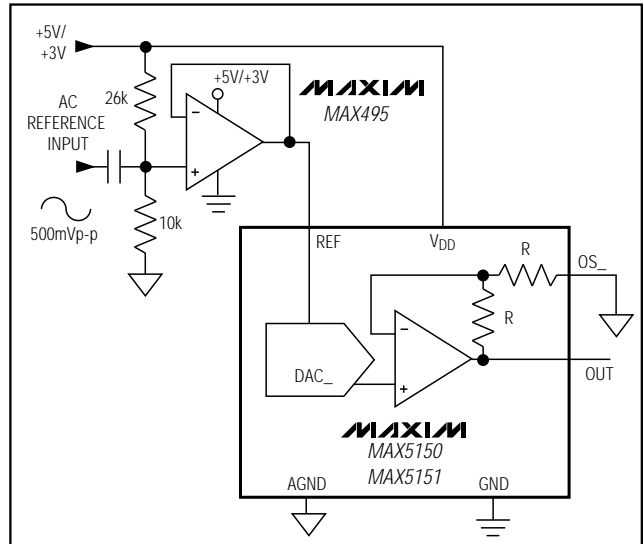 +5V/
+3V
26k
+5V/+3V
MAXIM
MAX495
AC
REFERENCE
INPUT
−
+
10k
500mVp-p
REF
VDD
R
OS_
R
−
DAC_
+
OUT
MAXIM
MAX5150
MAX5151
AGND
GND